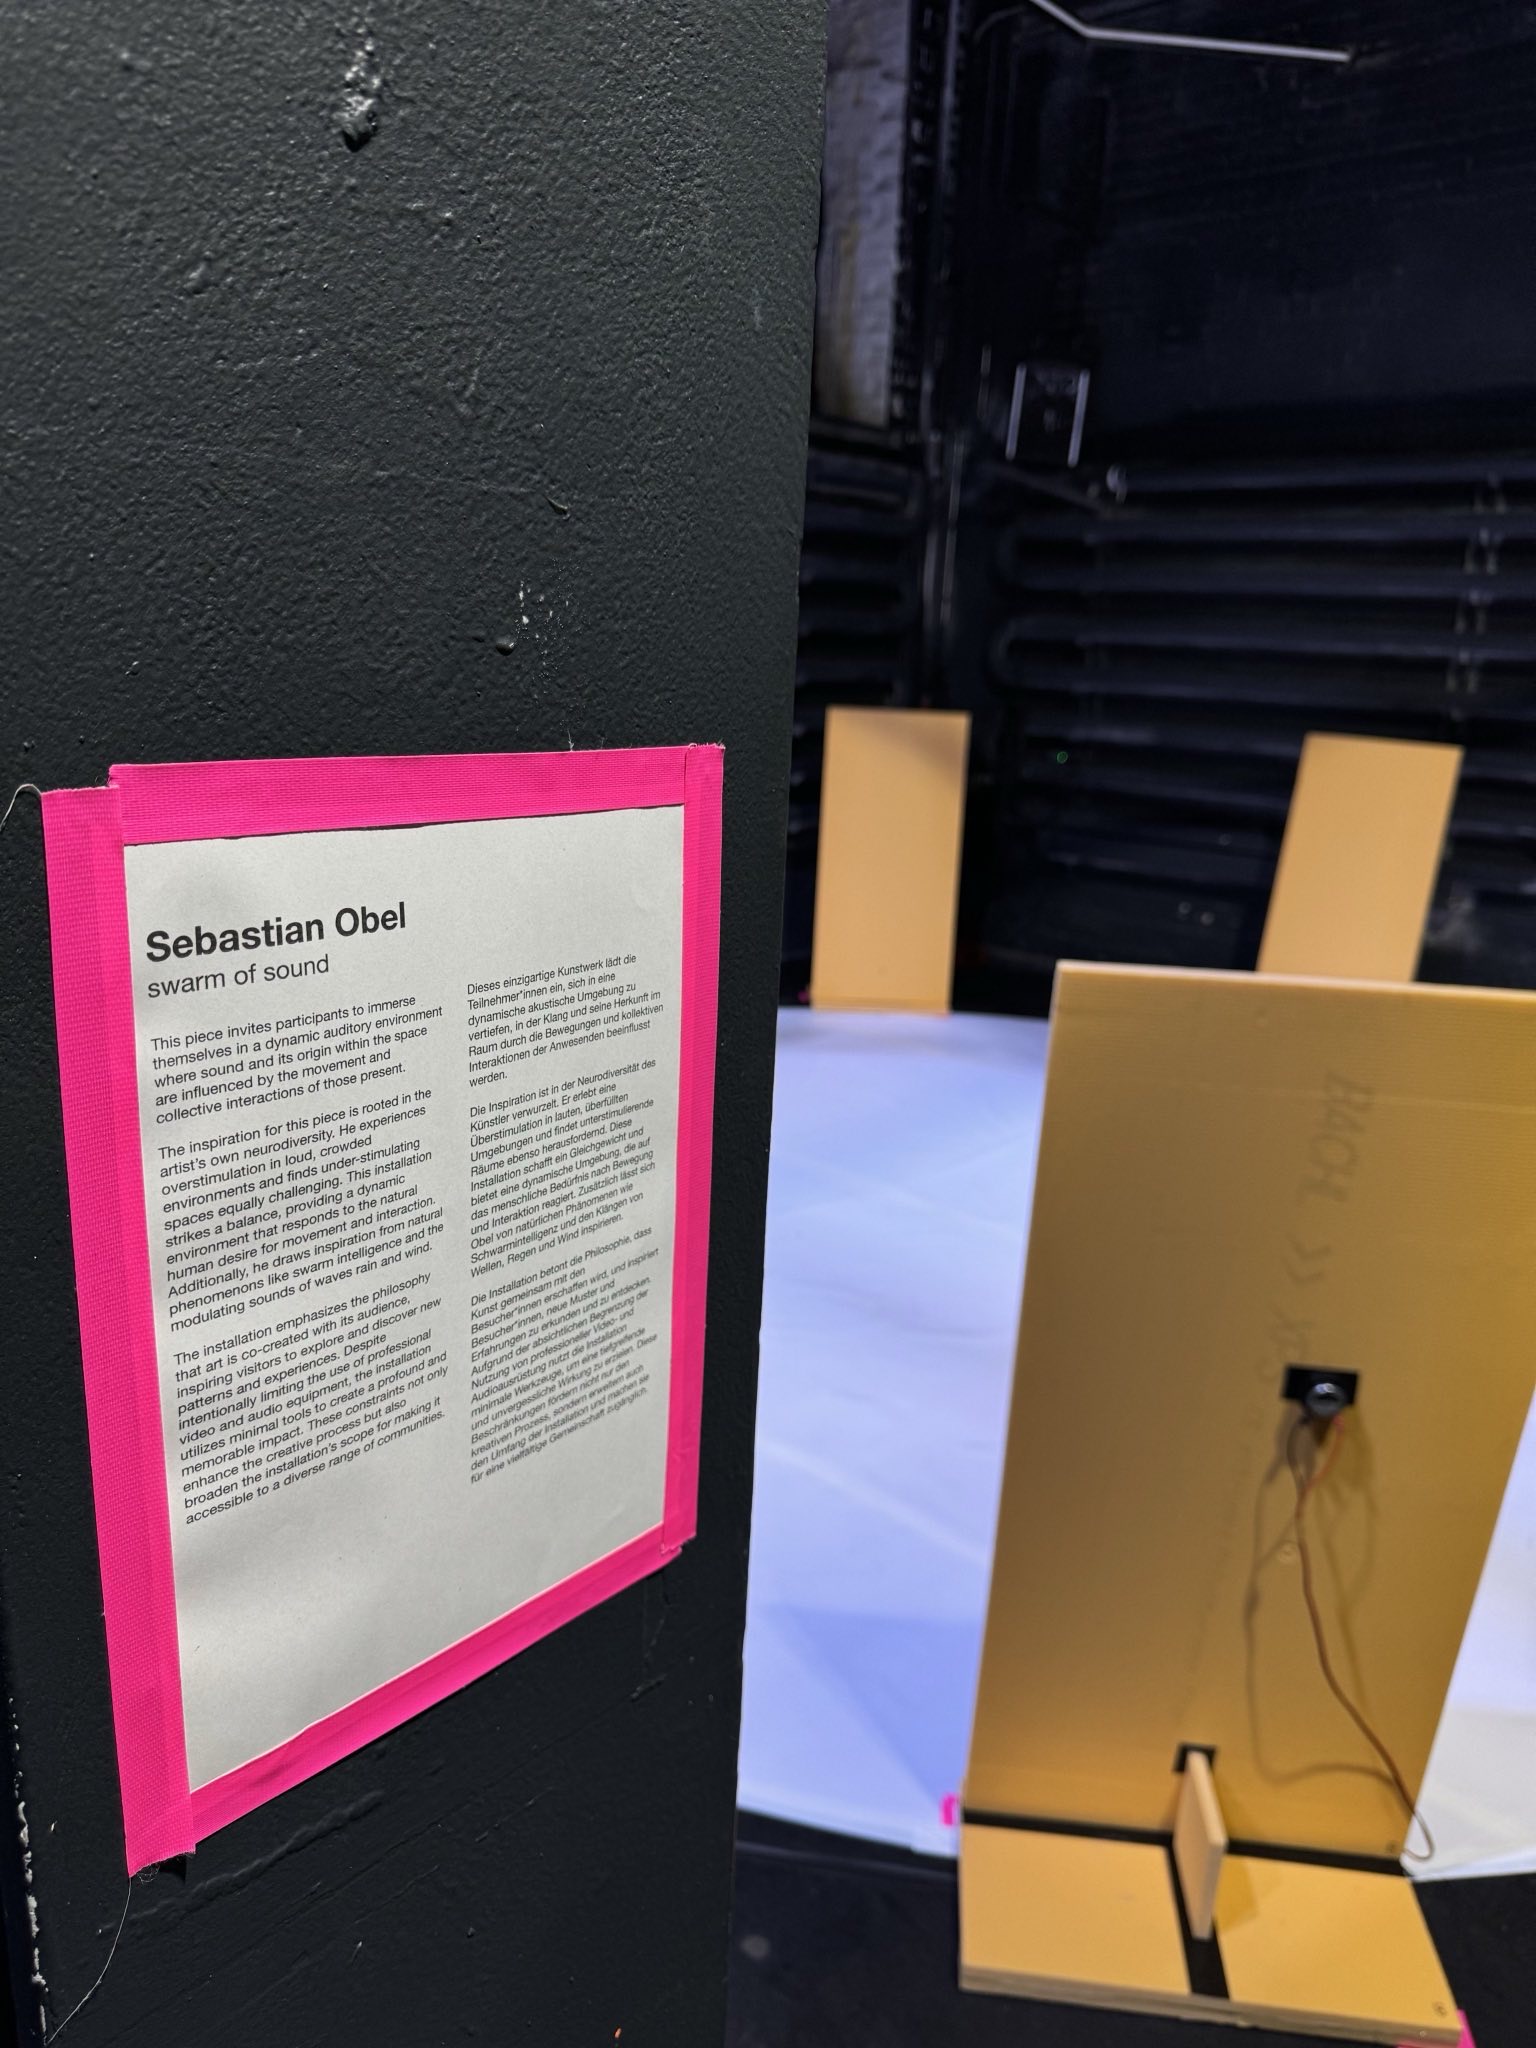 Sebastian Obel
swarm of sound
This piece invites participants to immerse
themselves in a dynamic auditory environment
where sound and its origin within the space
are influenced by the movement and
collective interactions of those present.
The inspiration for this piece is rooted in the
artist's own neurodiversity. He experiences
overstimulation in loud, crowded
environments and finds under-stimulating
spaces equally challenging. This installation
strikes a balance, providing a dynamic
environment that responds to the natural
human desire for movement and interaction.
Additionally, he draws inspiration from natural
phenomenons like swarm intelligence and the
modulating sounds of waves rain and wind.
The installation emphasizes the philosophy
that art is co-created with its audience,
inspiring visitors to explore and discover new
patterns and experiences. Despite
intentionally limiting the use of professional
video and audio equipment, the installation
utilizes minimal tools to create a profound and
memorable impact. These constraints not only
enhance the creative process but also
broaden the installation's scope for making it
accessible to a diverse range of communities.
Dieses einzigartige Kunstwerk lädt die
Teilnehmer*innen ein, sich in eine
dynamische akustische Umgebung zu
vertiefen, in der Klang und seine Herkunft im
Raum durch die Bewegungen und kollektiven
Interaktionen der Anwesenden beeinflusst
werden.
Die Inspiration ist in der Neurodiversität des
Künstler verwurzelt. Er erlebt eine
Überstimulation in lauten, überfüllten
Umgebungen und findet unterstimulierende
Räume ebenso herausfordernd. Diese
Installation schafft ein Gleichgewicht und
bietet eine dynamische Umgebung, die auf
das menschliche Bedürfnis nach Bewegung
und Interaktion reagiert. Zusätzlich lässt sich
Obel von natürlichen Phänomenen wie
Schwarmintelligenz und den Klängen von
Wellen, Regen und Wind inspirieren.
Die Installation betont die Philosophie, dass
Kunst gemeinsam mit den
Besucher*innen erschaffen wird, und inspiriert
Besucher*innen, neue Muster und
Erfahrungen zu erkunden und zu entdecken.
Aufgrund der absichtlichen Begrenzung der
Nutzung von professioneller Video- und
Audioausrüstung nutzt die Installation
minimale Werkzeuge, um eine tiefgreifende
und unvergessliche Wirkung zu erzielen. Diese
Beschränkungen fördern nicht nur den
kreativen Prozess, sondern erweitern auch
den Umfang der Installation und machen sie
für eine vielfältige Gemeinschaft zugänglich.